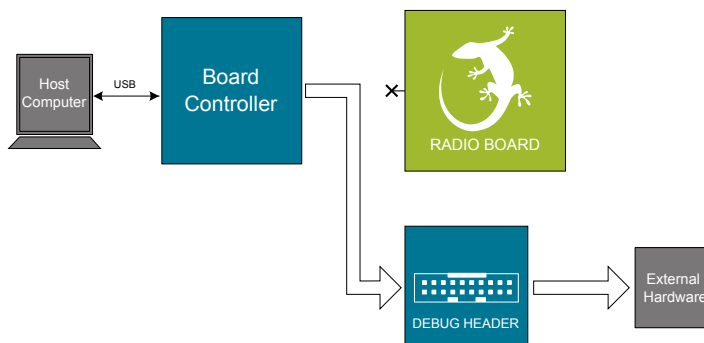 Host
Computer
USB
Board
Controller
RADIO BOARD
DEBUG HEADER
External
Hardware